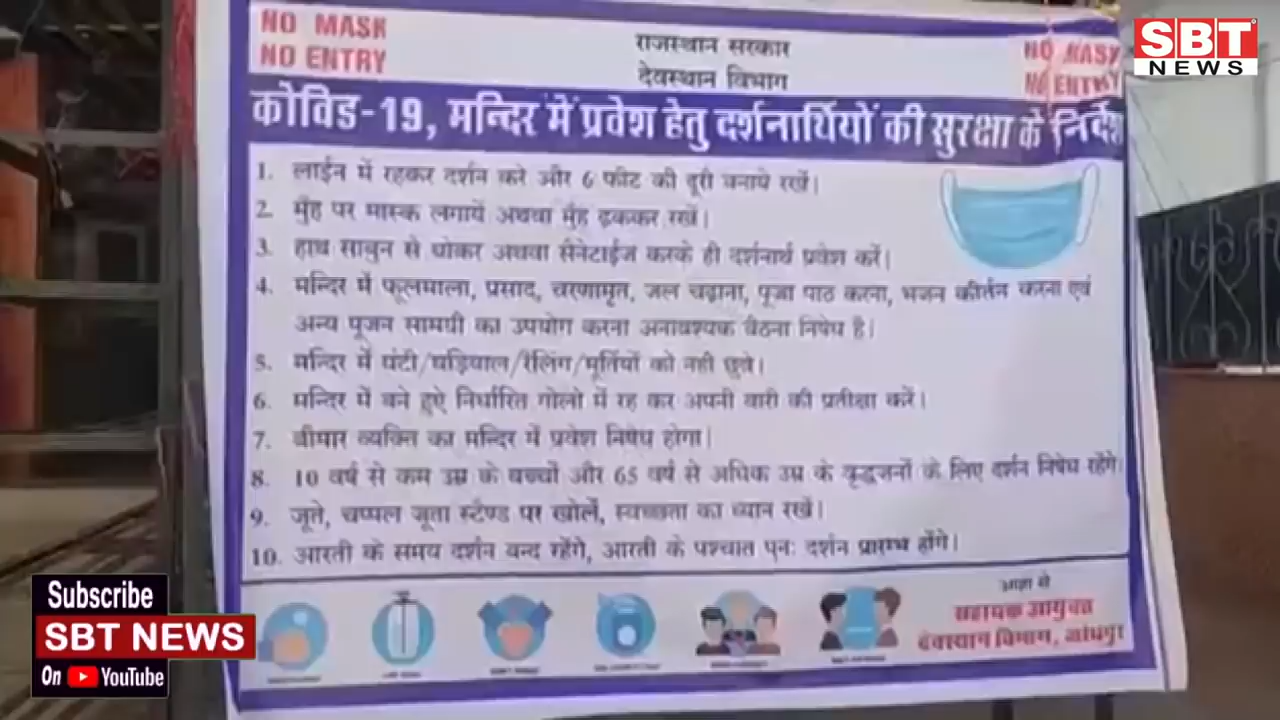 NO MASK
NO ENTRY
राजस्थान सरकार
देवस्थान विभाग
NO MASK
NO ENTRY
SBT
NEWS
कोविड-19, मन्दिर में प्रवेश हेतु दर्शनार्थियों की सुरक्षा के निर्देश
1. लाईन में रहकर दर्शन करे और 6 फीट की दूरी बनाये रखें।
2. मुँह पर मास्क लगायें अथवा मुँह ढ़ककर रखें।
3. हाथ साबुन से धोकर अथवा सेनेटाईज करके ही दर्शनार्थ प्रवेश करें।
4. मन्दिर में फूलमाला, प्रसाद, चरणामृत, जल चढ़ाना, पूजा पाठ करना, भजन कीर्तन करना एवं
अन्य पूजन सामग्री का उपयोग करना अनावश्यक बैठना निषेध है।
5. मन्दिर में घंटी/घड़ियाल/रेलिंग/मूर्तियों को नही छुवे।
6. मन्दिर में बने हुऐ निर्धारित गोलो में रह कर अपनी बारी की प्रतीक्षा करें।
7. बीमार व्यक्ति का मन्दिर में प्रवेश निषेध होगा।
8. 10 वर्ष से कम उम्र के बच्चों और 65 वर्ष से अधिक उम्र के वृद्धजनों के लिए दर्शन निषेध रहेंगे।
9. जूते, चप्पल जूता स्टैण्ड पर खोलें, स्वच्छता का ध्यान रखें।
10. आरती के समय दर्शन बन्द रहेंगे, आरती के पश्चात पुनः दर्शन प्रारम्भ होंगे।
आज्ञा से
सहायक आयुक्त
देवस्थान विभाग, जोधपुर
Subscribe
SBT NEWS
On YouTube